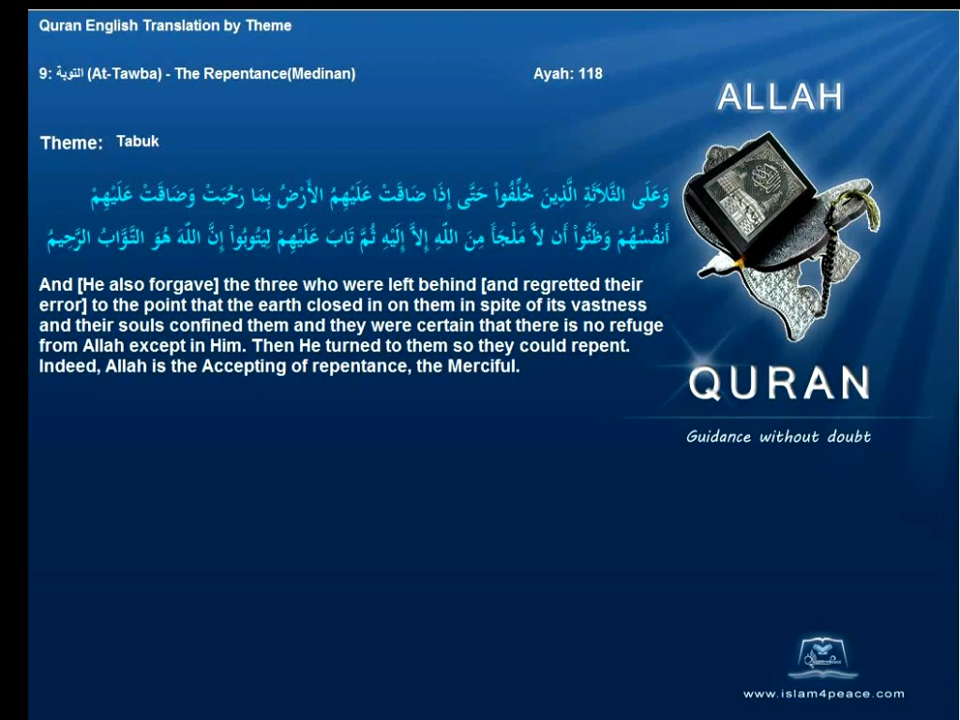 Quran English Translation by Theme
9: التوبة (At-Tawba) - The Repentance(Medinan) Ayah: 118
ALLAH
Theme: Tabuk
وَعَلَى الثَّلاَثَةِ الَّذِينَ خُلِّفُواْ حَتَّى إِذَا ضَاقَتْ عَلَيْهِمُ الأَرْضُ بِمَا رَحُبَتْ وَضَاقَتْ عَلَيْهِمْ
أَنفُسُهُمْ وَظَنُّواْ أَن لاَّ مَلْجَأَ مِنَ اللّهِ إِلاَّ إِلَيْهِ ثُمَّ تَابَ عَلَيْهِمْ لِيَتُوبُواْ إِنَّ اللّهَ هُوَ التَّوَّابُ الرَّحِيمُ
And [He also forgave] the three who were left behind [and regretted their
error] to the point that the earth closed in on them in spite of its vastness
and their souls confined them and they were certain that there is no refuge
from Allah except in Him. Then He turned to them so they could repent.
Indeed, Allah is the Accepting of repentance, the Merciful.
QURAN
Guidance without doubt
www.islam4peace.com